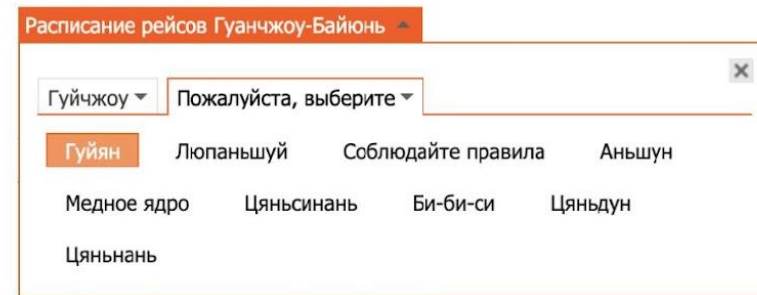 Расписание рейсов Гуанчжоу-Байюнь
Гуйчжоу Пожалуйста, выберите
Гуйян Люпаньшуй Соблюдайте правила Аньшун
Медное ядро Цяньсинань Би-би-си Цяньдун
Цяньнань